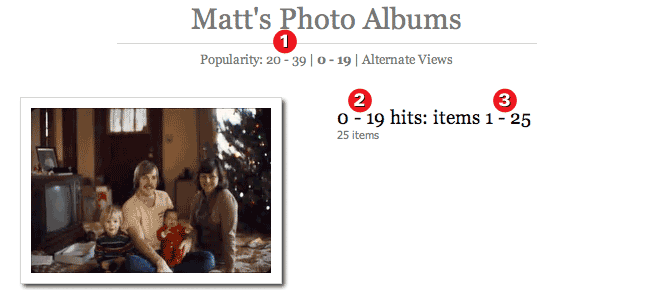 Matt's Photo Albums
1
Popularity: 20 - 39 | 0 - 19 | Alternate Views
2 3
0 - 19 hits: items 1 - 25
25 items